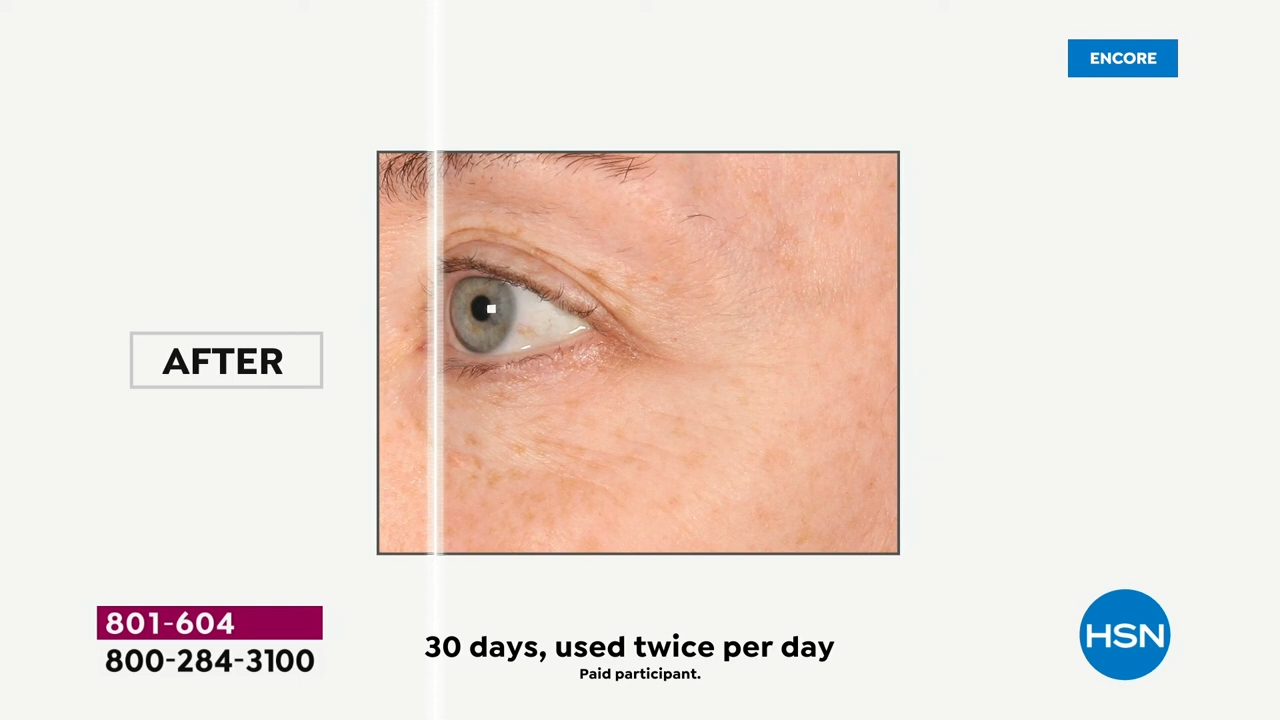 ENCORE
AFTER
801-604
800-284-3100
30 days, used twice per day
Paid participant.
HSN